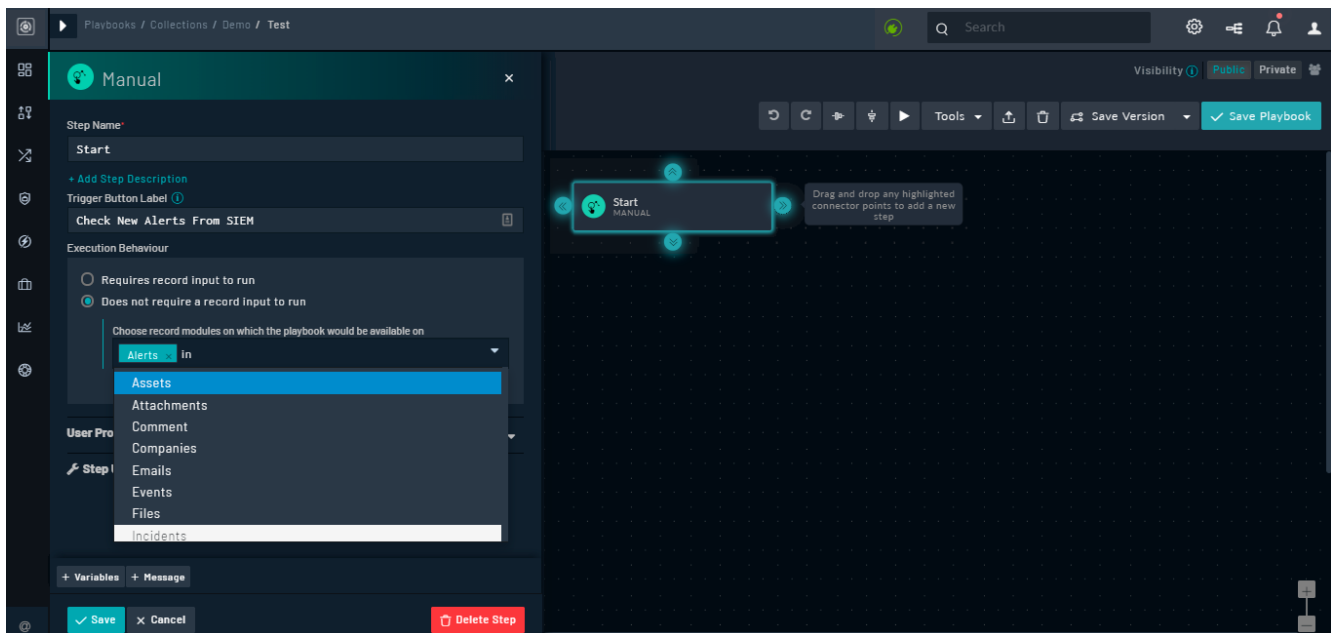 Playbooks / Collections / Demo / Test
Search
Manual
×
Visibility Public Private
Tools
Save Version
Save Playbook
Step Name*
Start
+ Add Step Description
Trigger Button Label
Check New Alerts From SIEM
Execution Behaviour
Requires record input to run
Does not require a record input to run
Choose record modules on which the playbook would be available on
Alerts × in
Assets
Attachments
Comment
Companies
Emails
Events
Files
Incidents
User Pro
Step
+ Variables + Message
Save × Cancel Delete Step
@
Start
MANUAL
Drag and drop any highlighted
connector points to add a new
step